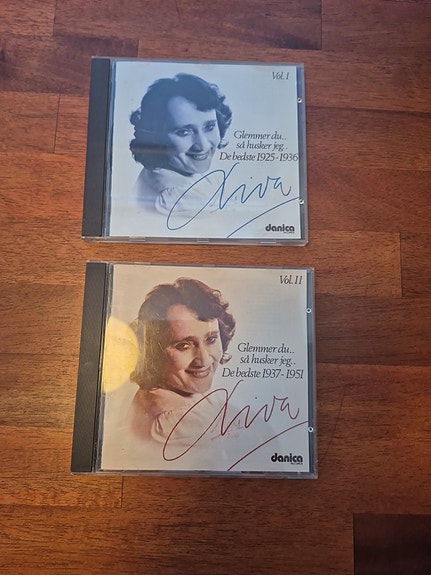 Vol. I
Glemmer du..
så husker jeg..
De bedste 1925-1936
Liva
danica
Vol. II
Glemmer du..
så husker jeg..
De bedste 1937-1951
Liva
danica